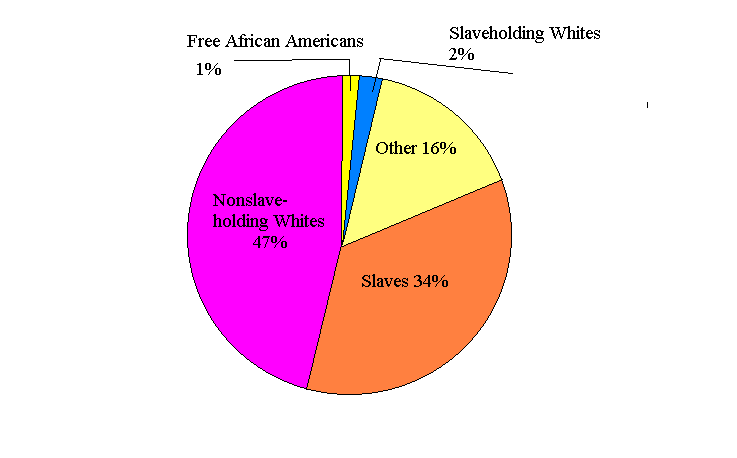 Free African Americans
1%
Slaveholding Whites
2%
Other 16%
Nonslave-
holding Whites
47%
Slaves 34%